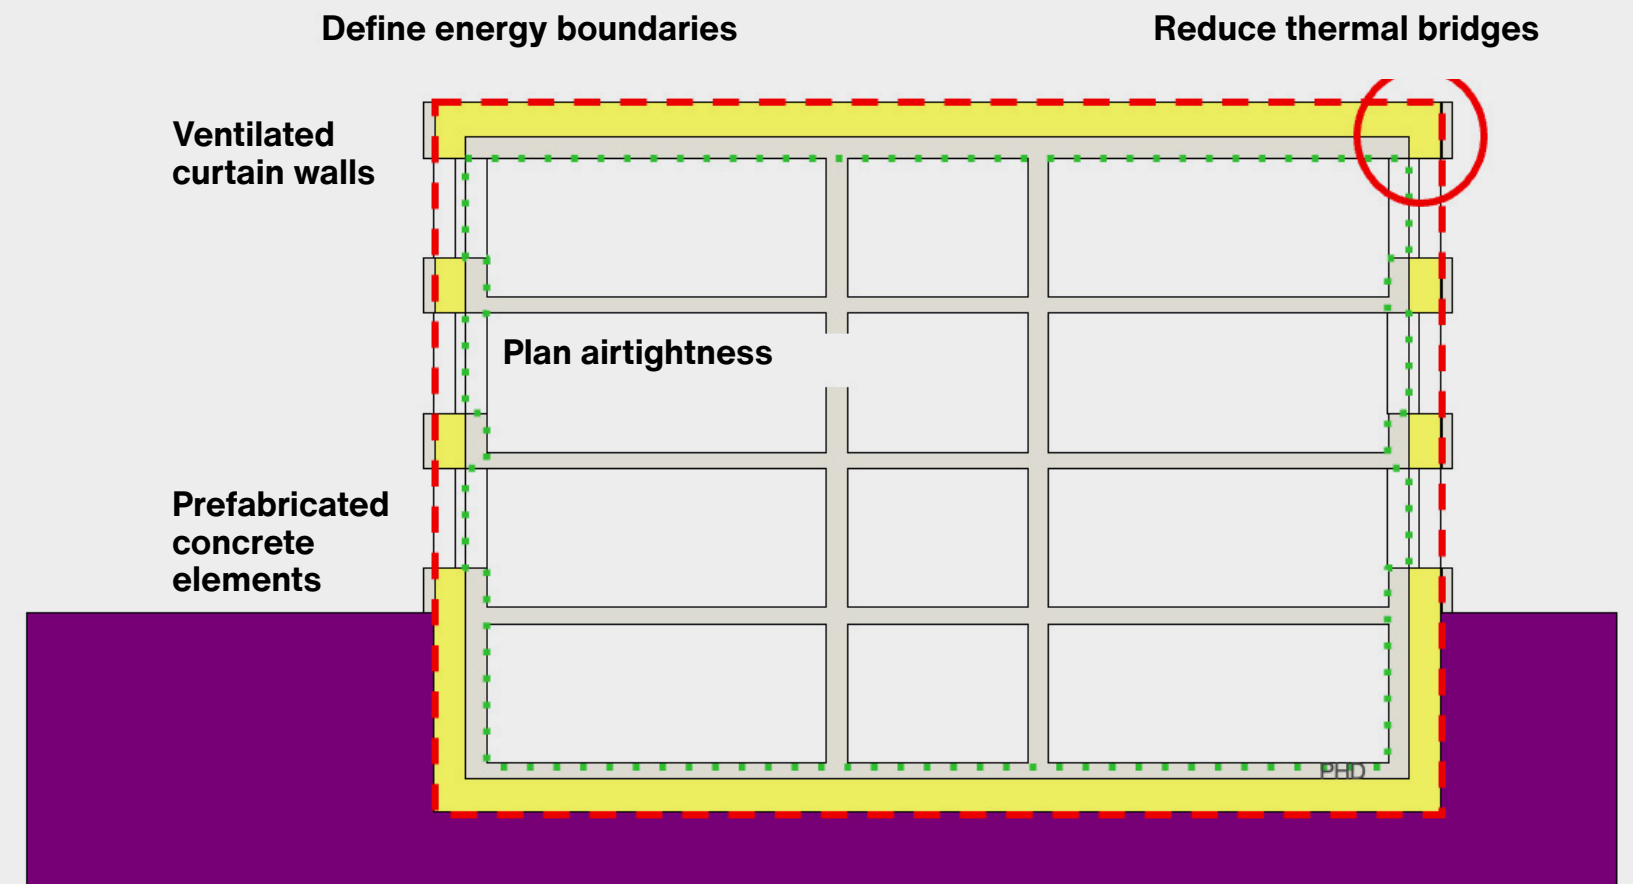 Define energy boundaries
Reduce thermal bridges
Ventilated
curtain walls
Plan airtightness
Prefabricated
concrete
elements
PHD